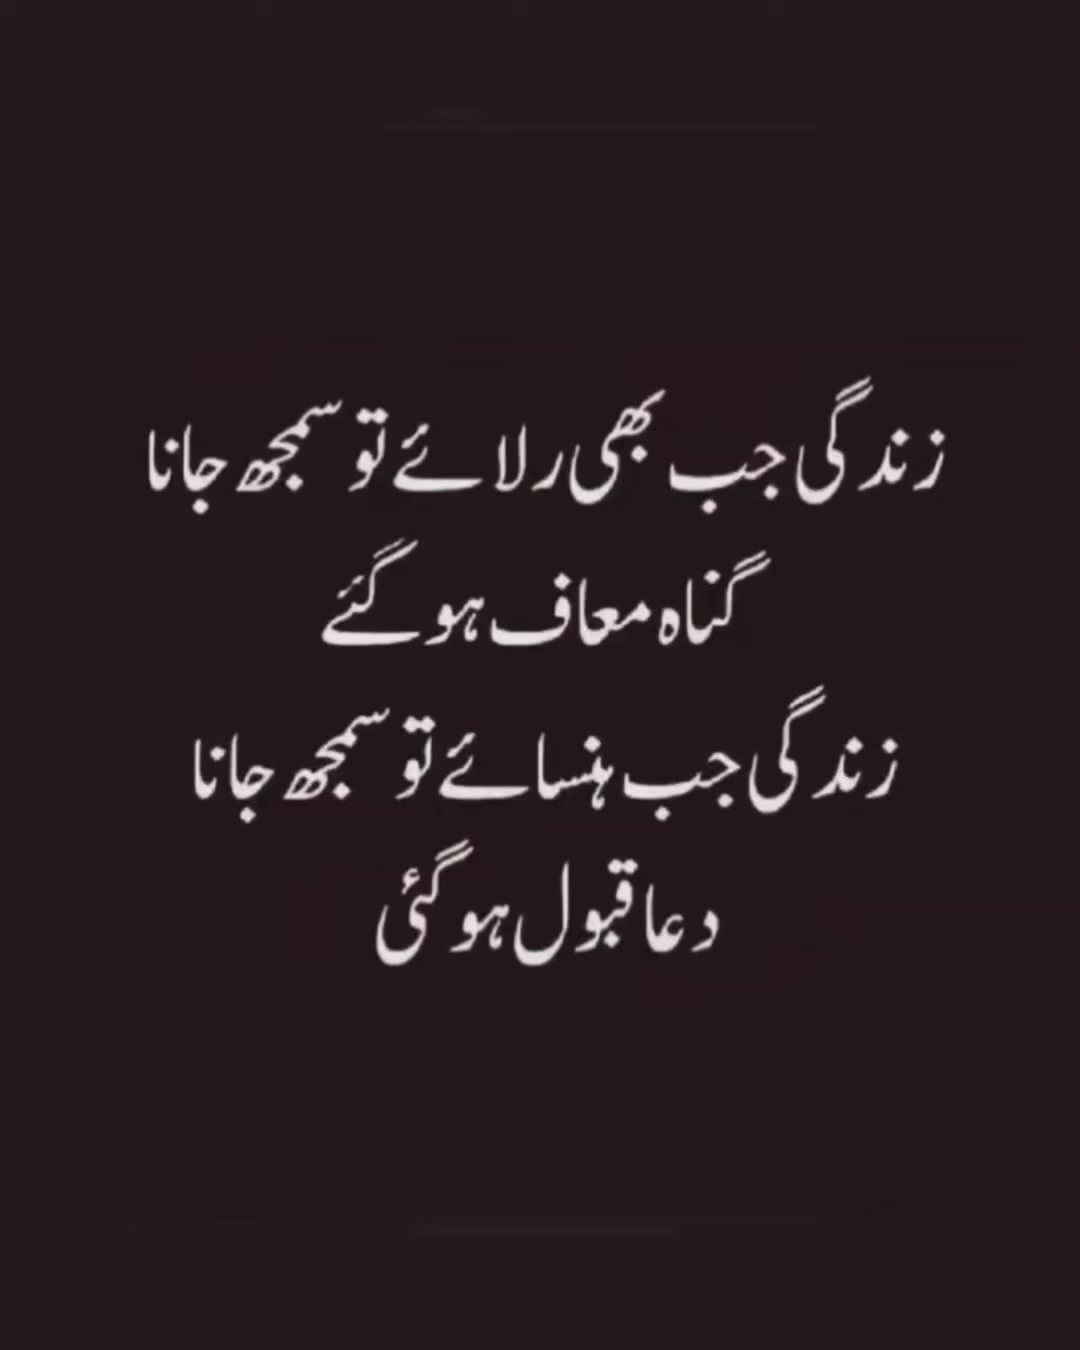 زندگی جب بھی رلائے تو سمجھ جانا
گناہ معاف ہو گئے
زندگی جب ہنسائے تو سمجھ جانا
دعا قبول ہو گئی